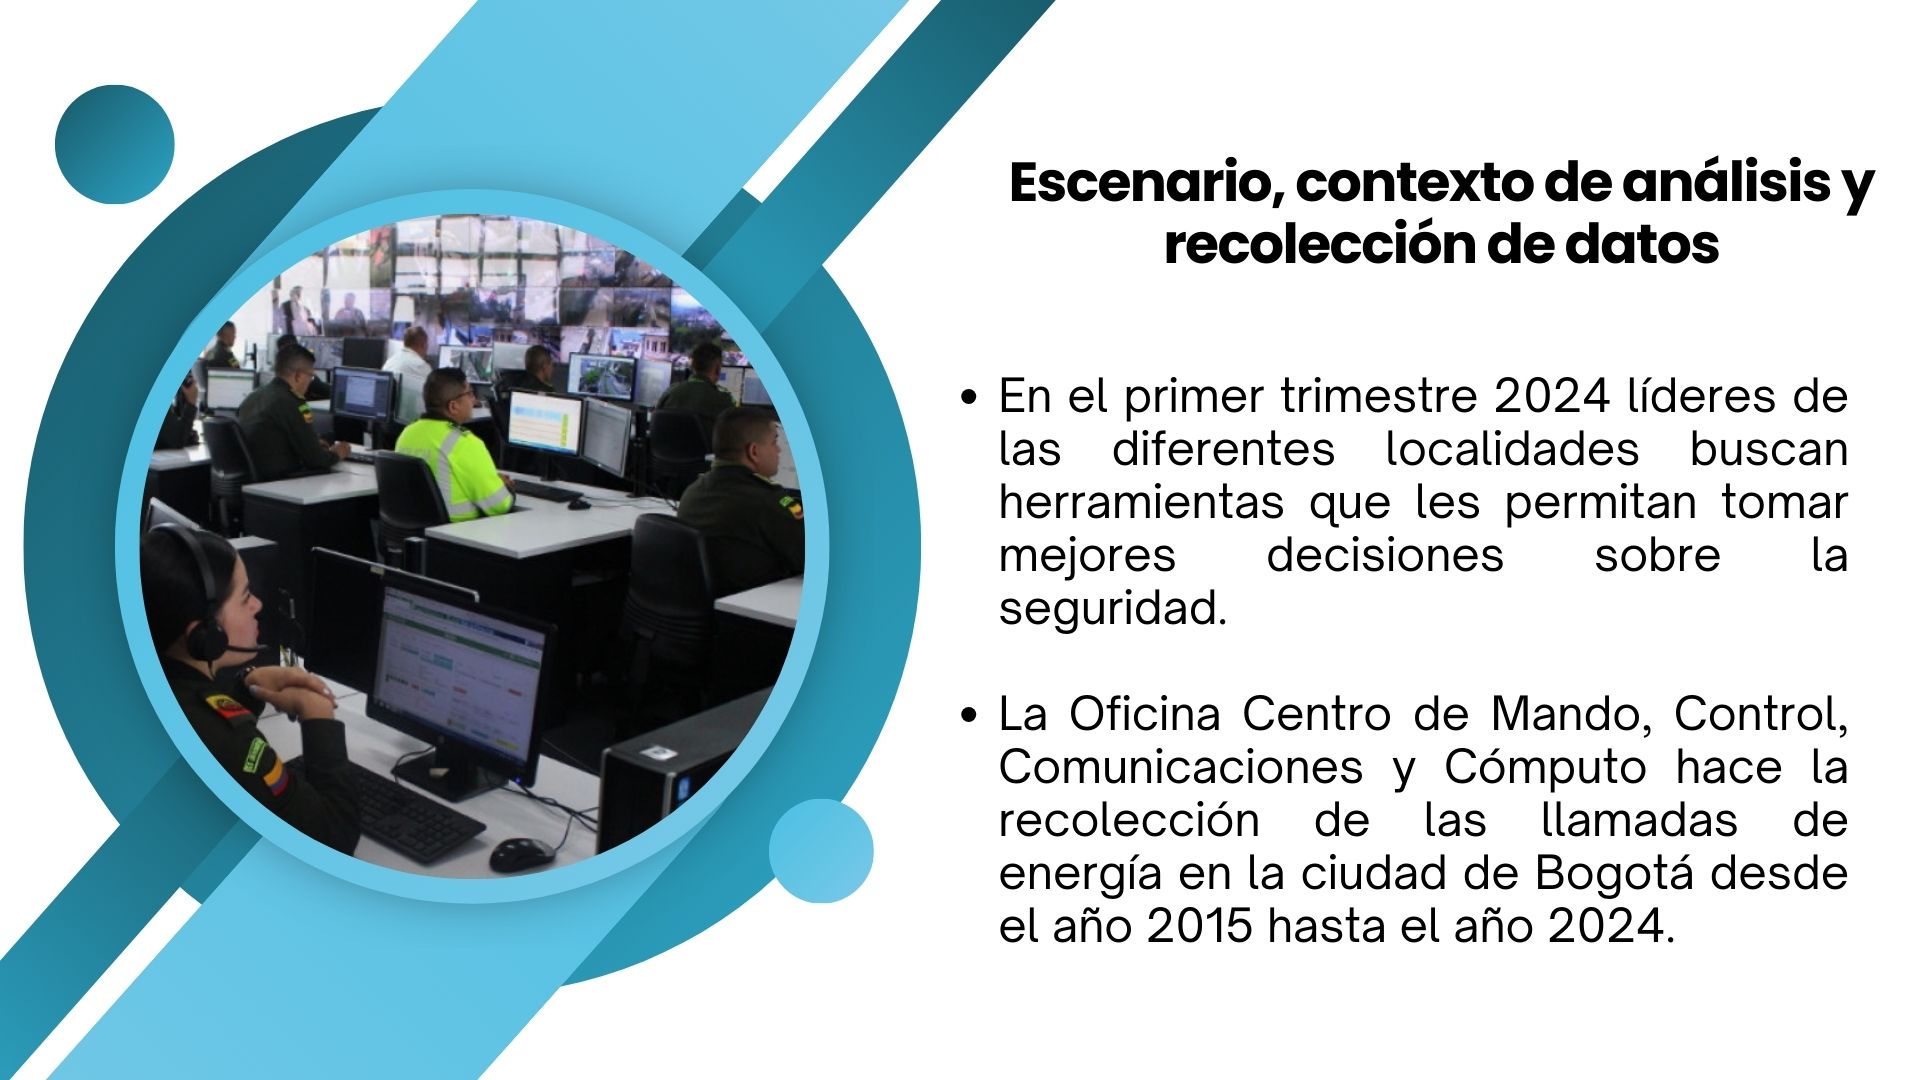 Escenario, contexto de análisis y
recolección de datos
• En el primer trimestre 2024 líderes de
las diferentes localidades buscan
herramientas que les permitan tomar
mejores decisiones sobre la
seguridad.
• La Oficina Centro de Mando, Control,
Comunicaciones y Cómputo hace la
recolección de las llamadas de
energía en la ciudad de Bogotá desde
el año 2015 hasta el año 2024.